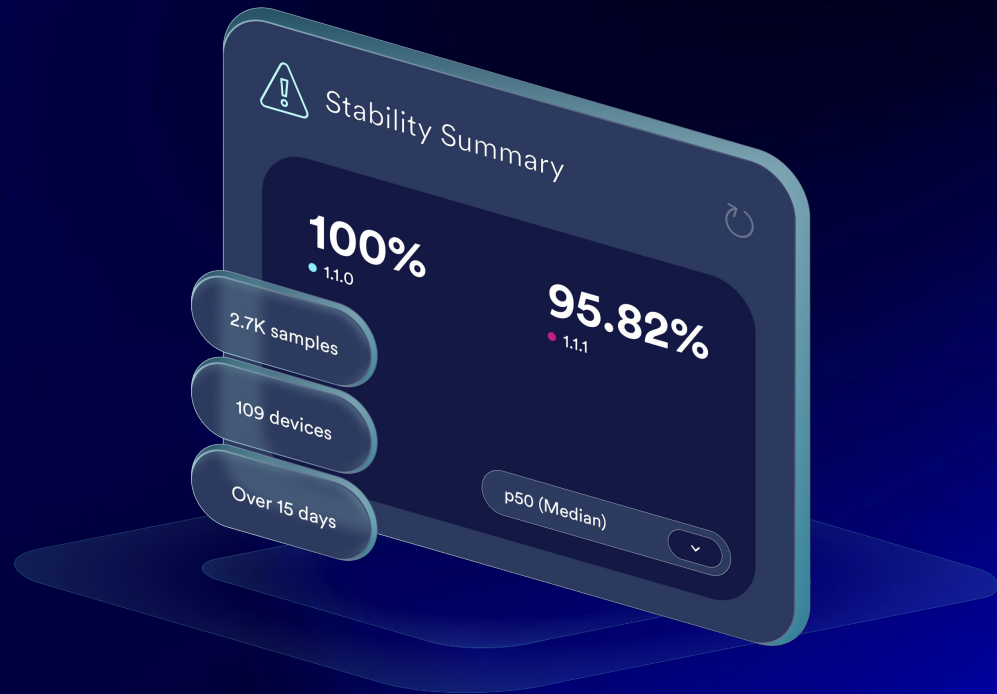 Stability Summary
100%
1.1.0
95.82%
1.1.1
2.7K samples
109 devices
Over 15 days
p50 (Median)